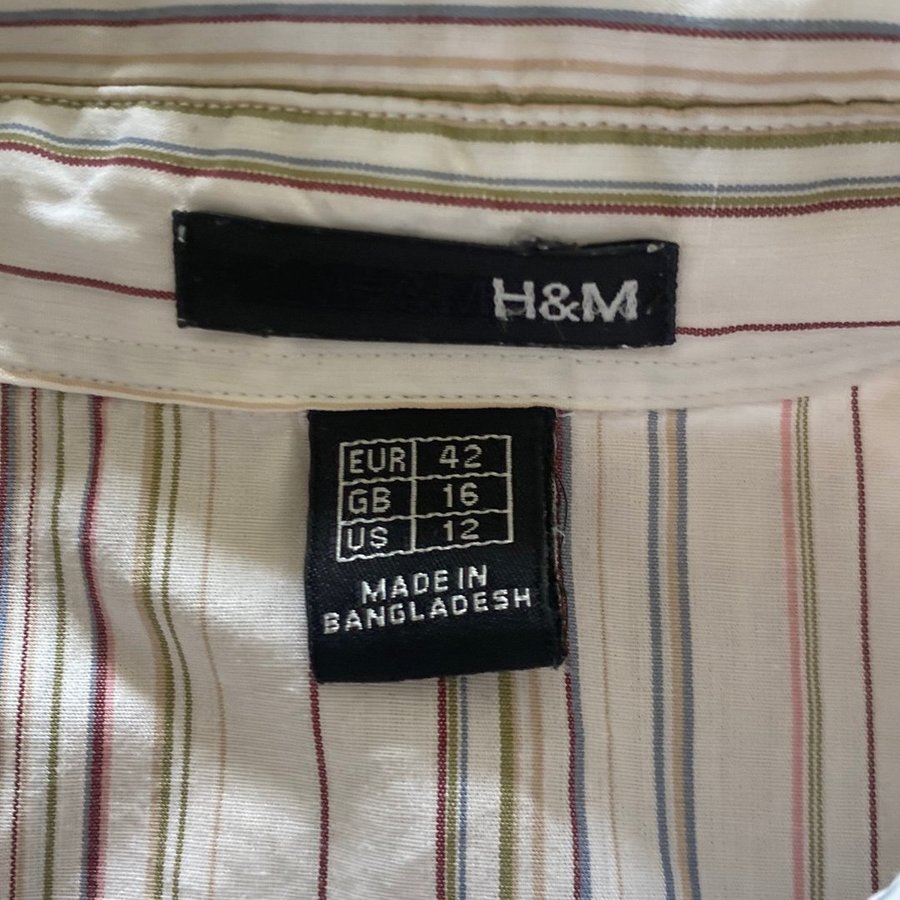 H&M
EUR 42
GB 16
US 12
MADE IN
BANGLADESH